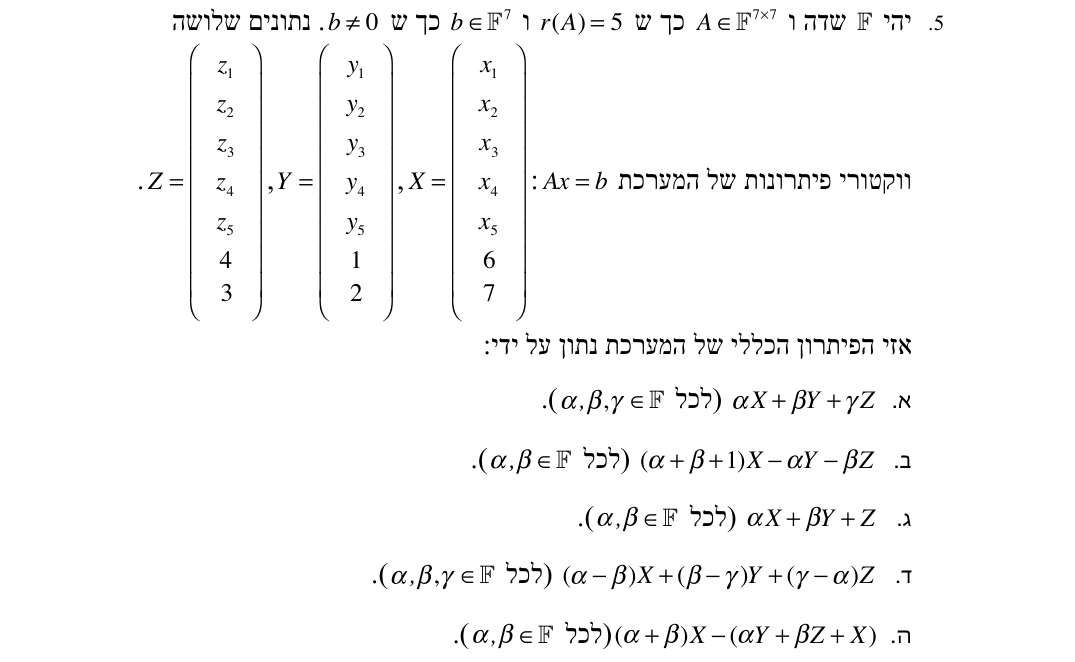 5. יהי 𝔽 שדה ו A∈𝔽^{7×7} כך ש r(A)=5 ו b∈𝔽^7 כך ש b≠0. נתונים שלושה
ווקטורי פיתרונות של המערכת Ax=b: X=(x₁ x₂ x₃ x₄ x₅ 6 7), Y=(y₁ y₂ y₃ y₄ y₅ 1 2), Z=(z₁ z₂ z₃ z₄ z₅ 4 3).
אזי הפיתרון הכללי של המערכת נתון על ידי:
א. αX+βY+γZ (לכל α,β,γ∈𝔽).
ב. (α+β+1)X−αY−βZ (לכל α,β∈𝔽).
ג. αX+βY+Z (לכל α,β∈𝔽).
ד. (α−β)X+(β−γ)Y+(γ−α)Z (לכל α,β,γ∈𝔽).
ה. (α+β)X−(αY+βZ+X) (לכל α,β∈𝔽).